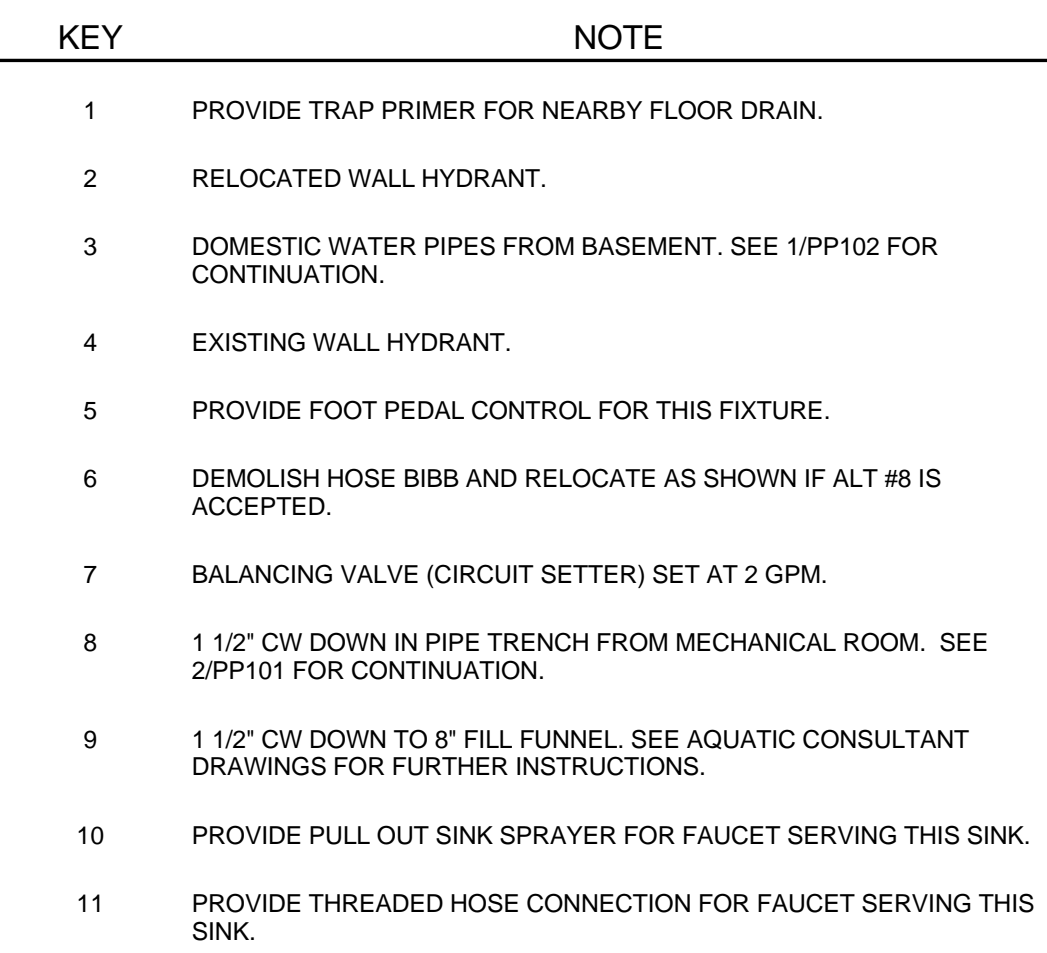 KEY NOTE
1 PROVIDE TRAP PRIMER FOR NEARBY FLOOR DRAIN.
2 RELOCATED WALL HYDRANT.
3 DOMESTIC WATER PIPES FROM BASEMENT. SEE 1/PP102 FOR
CONTINUATION.
4 EXISTING WALL HYDRANT.
5 PROVIDE FOOT PEDAL CONTROL FOR THIS FIXTURE.
6 DEMOLISH HOSE BIBB AND RELOCATE AS SHOWN IF ALT #8 IS
ACCEPTED.
7 BALANCING VALVE (CIRCUIT SETTER) SET AT 2 GPM.
8 1 1/2" CW DOWN IN PIPE TRENCH FROM MECHANICAL ROOM. SEE
2/PP101 FOR CONTINUATION.
9 1 1/2" CW DOWN TO 8" FILL FUNNEL. SEE AQUATIC CONSULTANT
DRAWINGS FOR FURTHER INSTRUCTIONS.
10 PROVIDE PULL OUT SINK SPRAYER FOR FAUCET SERVING THIS SINK.
11 PROVIDE THREADED HOSE CONNECTION FOR FAUCET SERVING THIS
SINK.